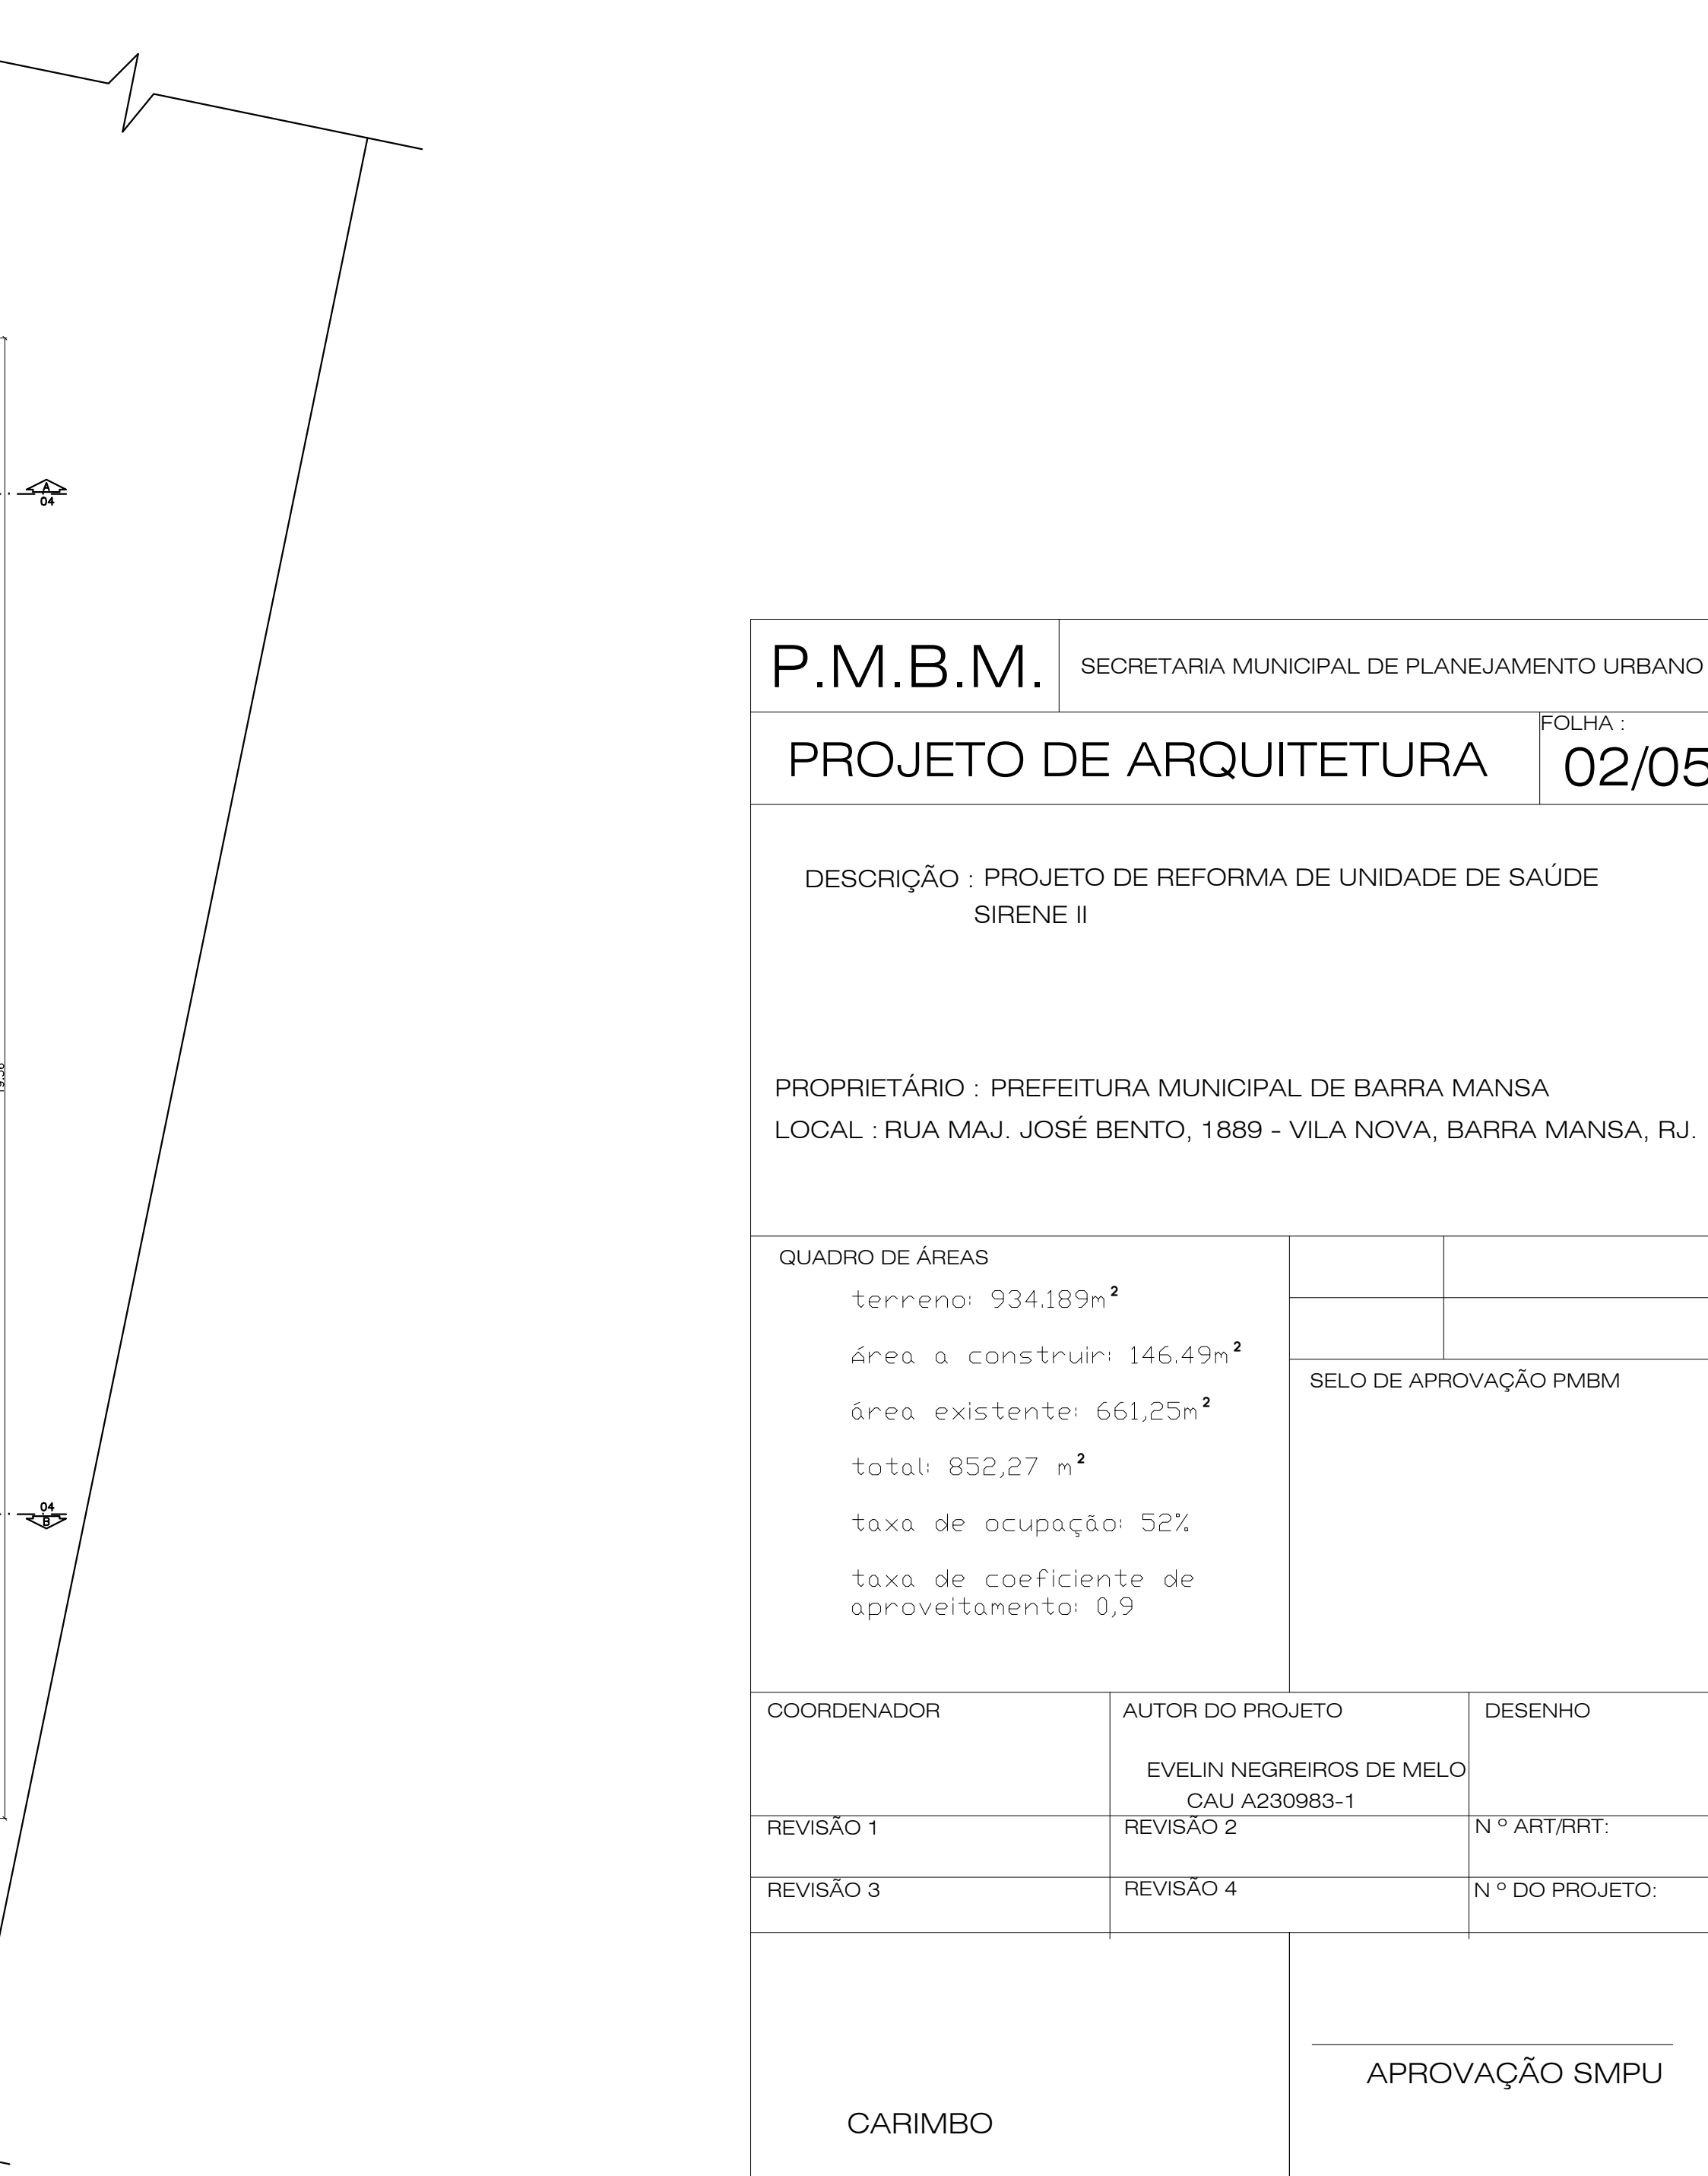 A
04
04
B
P.M.B.M.
SECRETARIA MUNICIPAL DE PLANEJAMENTO URBANO
PROJETO DE ARQUITETURA
FOLHA :
02/05
DESCRIÇÃO : PROJETO DE REFORMA DE UNIDADE DE SAÚDE
SIRENE II
PROPRIETÁRIO : PREFEITURA MUNICIPAL DE BARRA MANSA
LOCAL : RUA MAJ. JOSÉ BENTO, 1889 - VILA NOVA, BARRA MANSA, RJ.
QUADRO DE ÁREAS
terreno: 934.189m²
área a construir: 146.49m²
área existente: 661,25m²
total: 852,27 m²
taxa de ocupação: 52%
taxa de coeficiente de
aproveitamento: 0,9
SELO DE APROVAÇÃO PMBM
COORDENADOR
AUTOR DO PROJETO
DESENHO
EVELIN NEGREIROS DE MELO
CAU A230983-1
REVISÃO 1
REVISÃO 2
N º ART/RRT:
REVISÃO 3
REVISÃO 4
N º DO PROJETO:
APROVAÇÃO SMPU
CARIMBO